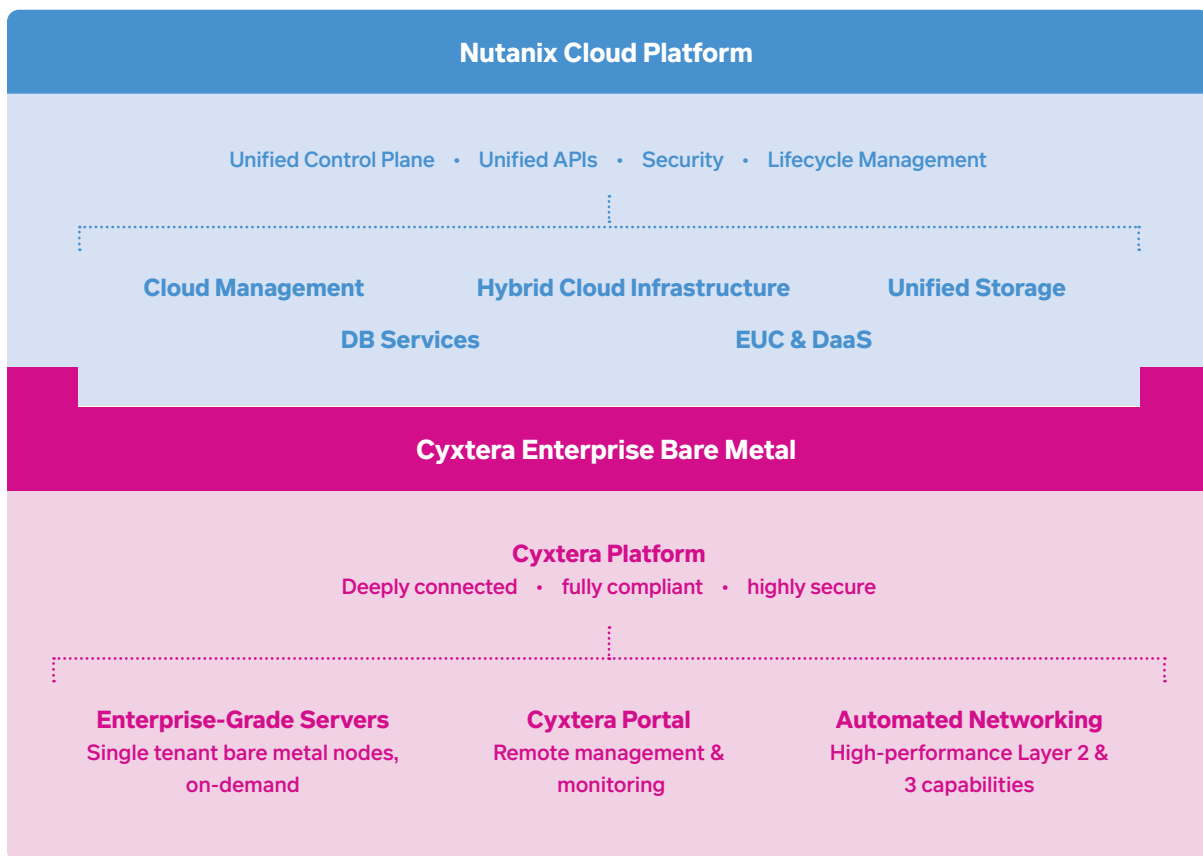 Nutanix Cloud Platform
Unified Control Plane • Unified APIs • Security • Lifecycle Management
Cloud Management Hybrid Cloud Infrastructure Unified Storage
DB Services EUC & DaaS
Cyxtera Enterprise Bare Metal
Cyxtera Platform
Deeply connected • fully compliant • highly secure
Enterprise-Grade Servers
Single tenant bare metal nodes,
on-demand
Cyxtera Portal
Remote management &
monitoring
Automated Networking
High-performance Layer 2 &
3 capabilities